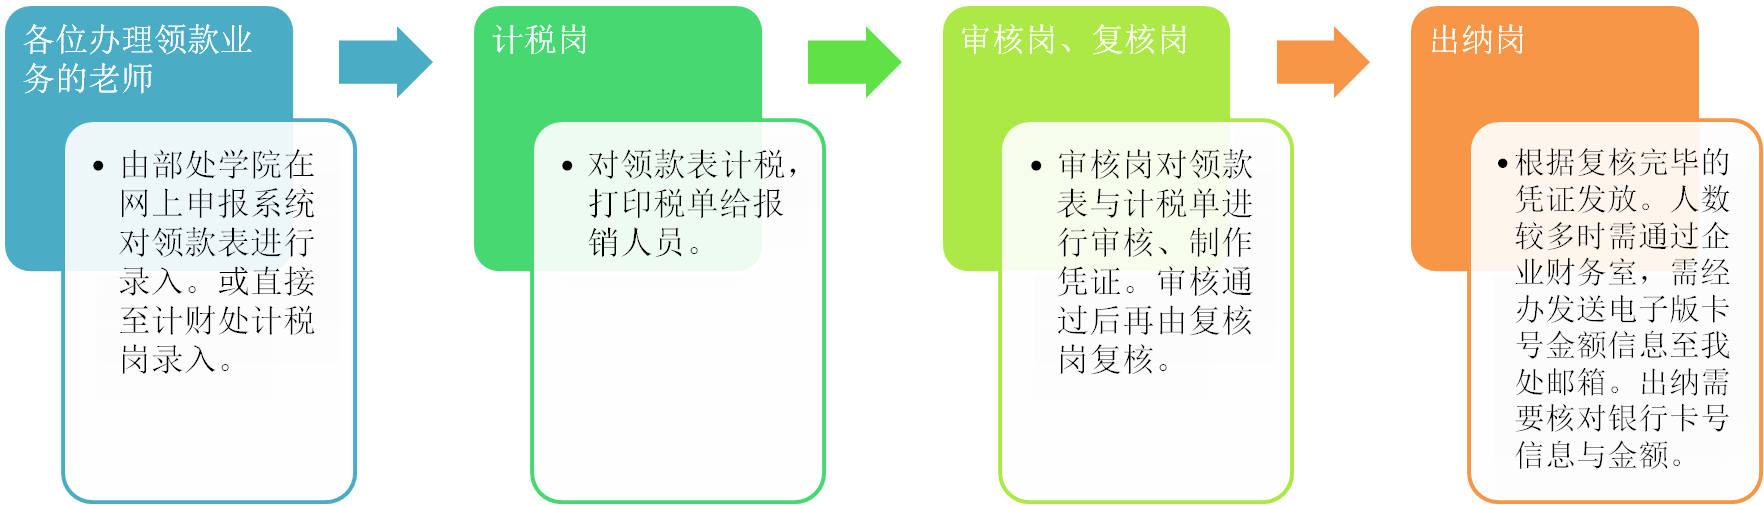 各位办理领款业
务的老师
• 由部处学院在
网上申报系统
对领款表进行
录入。或直接
至计财处计税
岗录入。
计税岗
• 对领款表计税，
打印税单给报
销人员。
审核岗、复核岗
• 审核岗对领款
表与计税单进
行审核、制作
凭证。审核通
过后再由复核
岗复核。
出纳岗
• 根据复核完毕的
凭证发放。人数
较多时需通过企
业财务室，需经
办发送电子版卡
号金额信息至我
处邮箱。出纳需
要核对银行卡号
信息与金额。